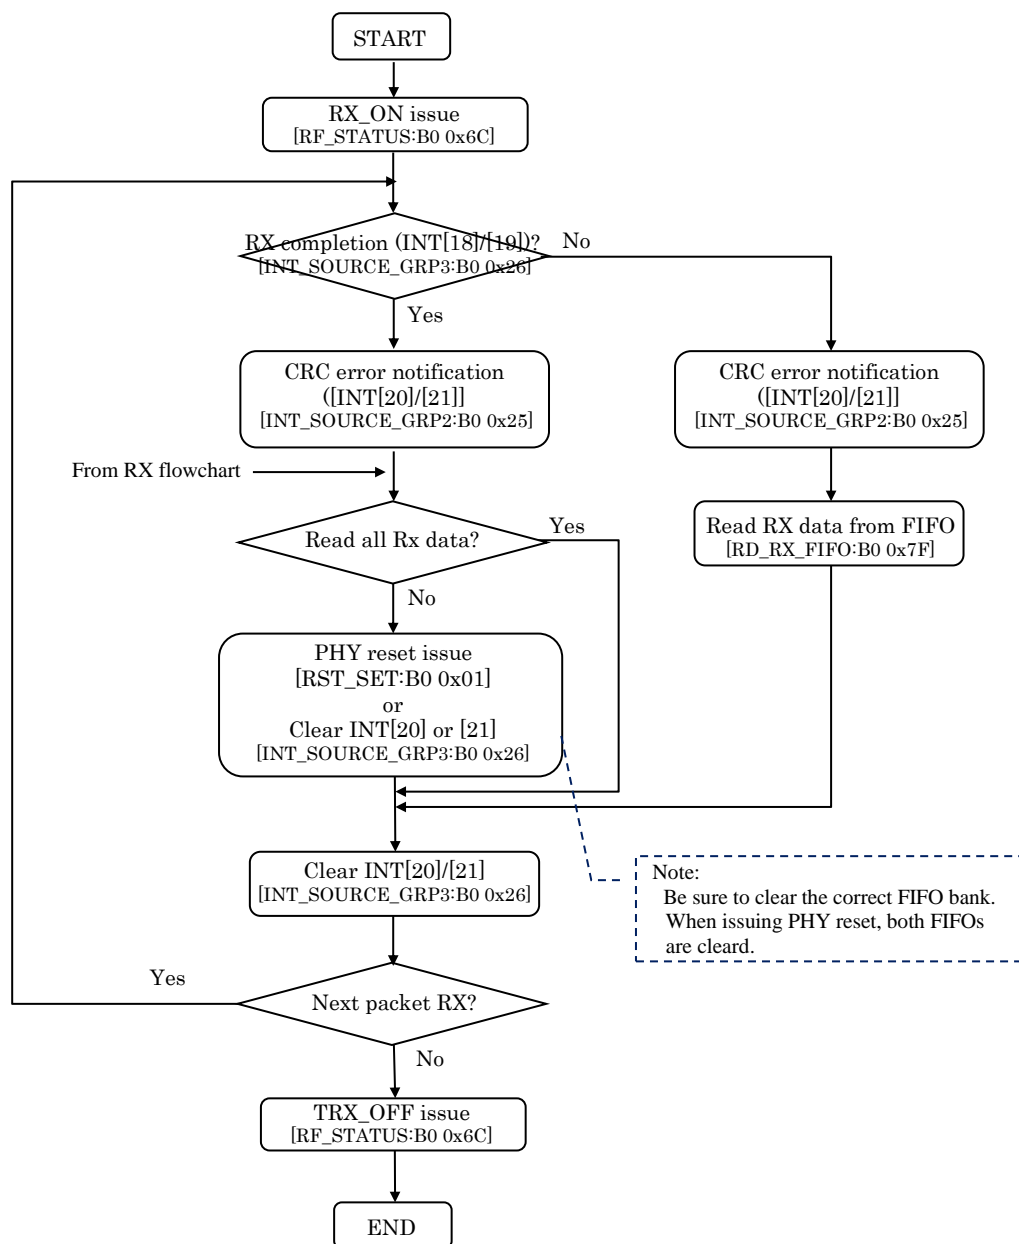 START
RX_ON issue
[RF_STATUS:B0 0x6C]
RX completion (INT[18]/[19])?
[INT_SOURCE_GRP3:B0 0x26]
No
Yes
CRC error notification
([INT[20]/[21]]
[INT_SOURCE_GRP2:B0 0x25]
CRC error notification
([INT[20]/[21]]
[INT_SOURCE_GRP2:B0 0x25]
From RX flowchart
Read all Rx data?
Yes
No
Read RX data from FIFO
[RD_RX_FIFO:B0 0x7F]
PHY reset issue
[RST_SET:B0 0x01]
or
Clear INT[20] or [21]
[INT_SOURCE_GRP3:B0 0x26]
Clear INT[20]/[21]
[INT_SOURCE_GRP3:B0 0x26]
Note:
Be sure to clear the correct FIFO bank.
When issuing PHY reset, both FIFOs
are cleard.
Yes
Next packet RX?
No
TRX_OFF issue
[RF_STATUS:B0 0x6C]
END